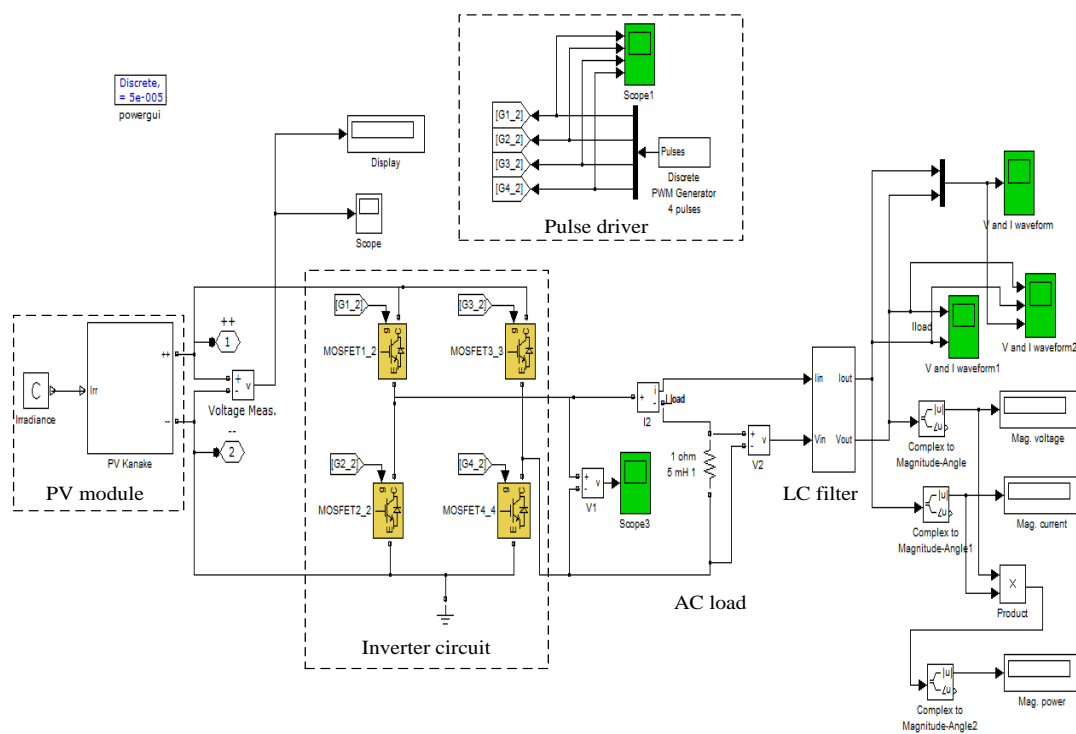 Discrete,
= 5e-005
powergui
Display
Scope
Scope1
[G1_2]
[G2_2]
[G3_2]
[G4_2]
Pulses
Discrete
PWM Generator
4 pulses
Pulse driver
V and I waveform
V and I waveform2
Iload
V and I waveform1
++
1
++
--
Irr
C
Irradiance
PV Kanake
PV module
+
-
v
Voltage Meas.
--
2
[G1_2]
g
C
E
MOSFET1_2
[G3_2]
g
C
E
MOSFET3_3
[G2_2]
g
C
E
MOSFET2_2
[G4_2]
g
C
E
MOSFET4_4
Inverter circuit
+
i
-
I2
Iload
1 ohm
5 mH 1
+
-
v
V1
Scope3
+
-
v
V2
AC load
Iin
Iout
Vin
Vout
LC filter
|u|
∠u
Complex to
Magnitude-Angle
Mag. voltage
|u|
∠u
Complex to
Magnitude-Angle1
Mag. current
X
Product
|u|
∠u
Complex to
Magnitude-Angle2
Mag. power